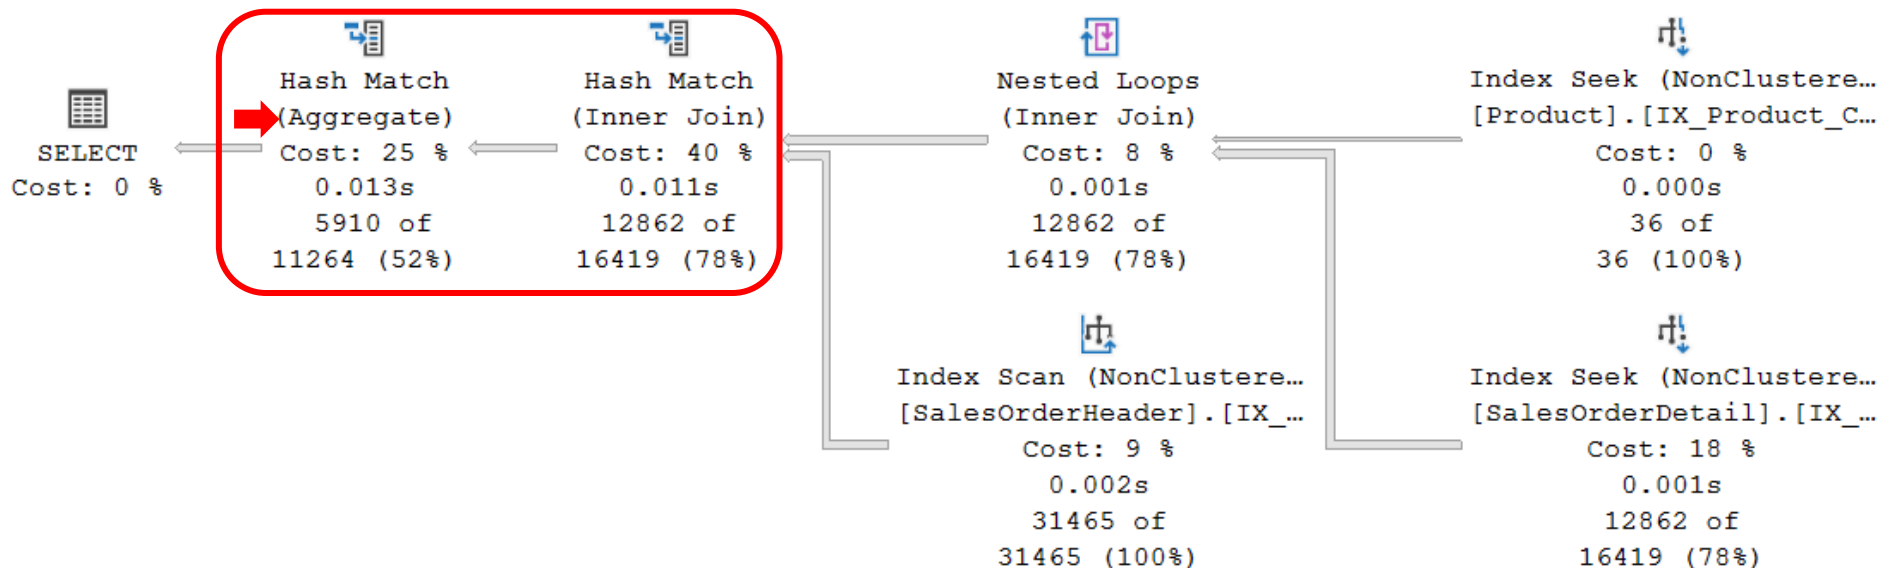 SELECT
Cost: 0 %
Hash Match
(Aggregate)
Cost: 25 %
0.013s
5910 of
11264 (52%)
Hash Match
(Inner Join)
Cost: 40 %
0.011s
12862 of
16419 (78%)
Nested Loops
(Inner Join)
Cost: 8 %
0.001s
12862 of
16419 (78%)
Index Seek (NonClustere…
[Product].[IX_Product_C…
Cost: 0 %
0.000s
36 of
36 (100%)
Index Scan (NonClustere…
[SalesOrderHeader].[IX_…
Cost: 9 %
0.002s
31465 of
31465 (100%)
Index Seek (NonClustere…
[SalesOrderDetail].[IX_…
Cost: 18 %
0.001s
12862 of
16419 (78%)